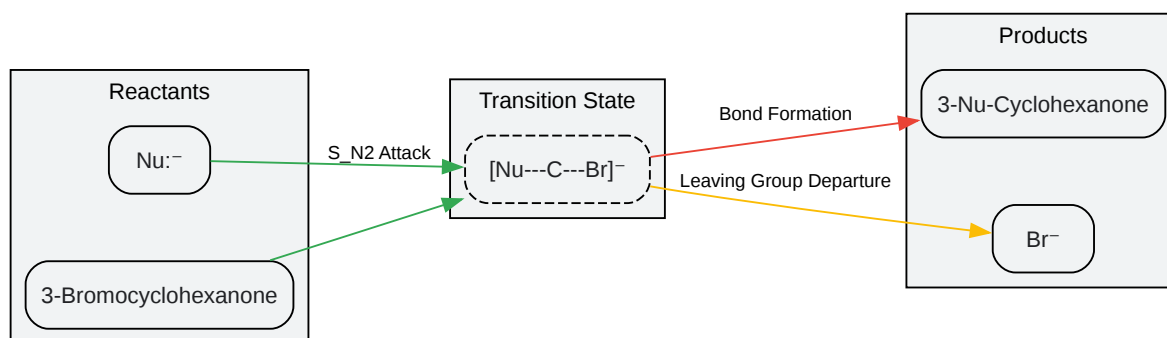 Reactants
Nu:⁻
3-Bromocyclohexanone
S_N2 Attack
Transition State
[Nu---C---Br]⁻
Bond Formation
Leaving Group Departure
Products
3-Nu-Cyclohexanone
Br⁻